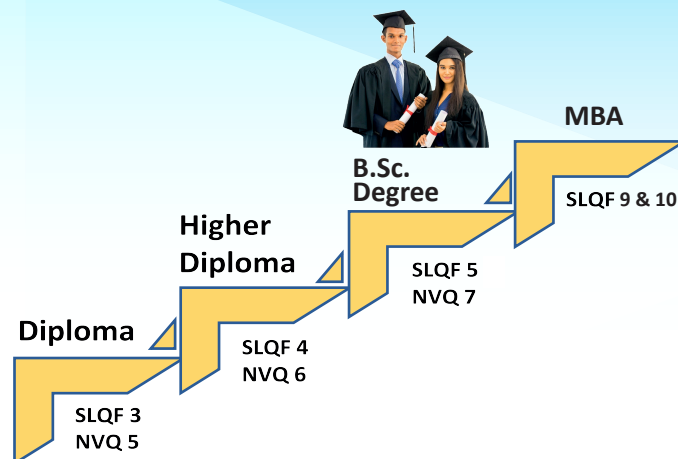 MBA
SLQF 9 & 10
B.Sc.
Degree
SLQF 5
NVQ 7
Higher
Diploma
SLQF 4
NVQ 6
Diploma
SLQF 3
NVQ 5